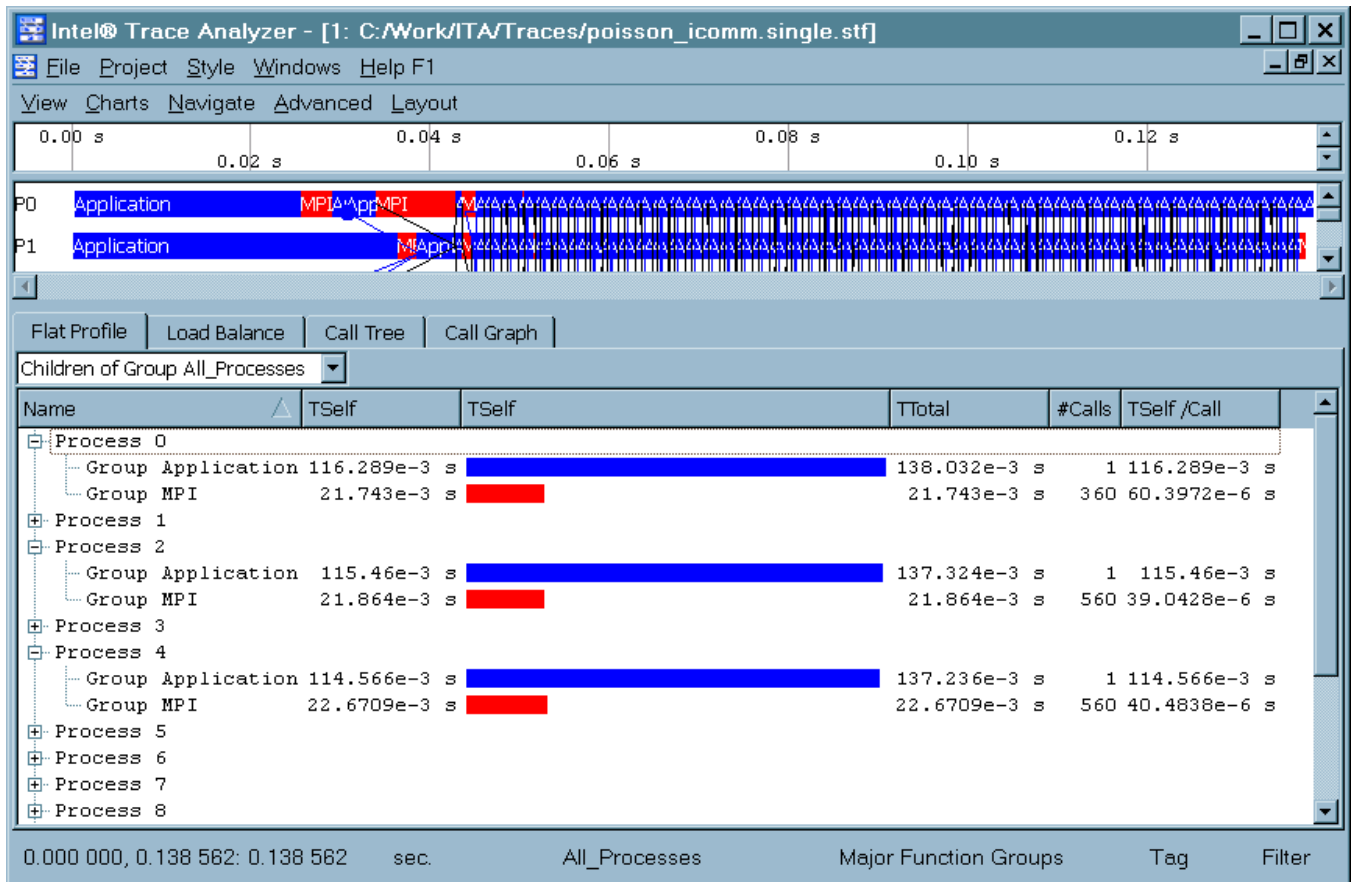 Intel® Trace Analyzer - [1: C:/Work/ITA/Traces/poisson_icomm.single.stf]
File Project Style Windows Help F1
View Charts Navigate Advanced Layout
0.00 s 0.04 s 0.08 s 0.12 s
0.02 s 0.06 s 0.10 s
P0 Application MPI App MPI
P1 Application
Flat Profile Load Balance Call Tree Call Graph
Children of Group All_Processes
Name TSelf TSelf TTotal #Calls TSelf /Call
Process 0
Group Application 116.289e-3 s 138.032e-3 s 1 116.289e-3 s
Group MPI 21.743e-3 s 21.743e-3 s 360 60.3972e-6 s
Process 1
Process 2
Group Application 115.46e-3 s 137.324e-3 s 1 115.46e-3 s
Group MPI 21.864e-3 s 21.864e-3 s 560 39.0428e-6 s
Process 3
Process 4
Group Application 114.566e-3 s 137.236e-3 s 1 114.566e-3 s
Group MPI 22.6709e-3 s 22.6709e-3 s 560 40.4838e-6 s
Process 5
Process 6
Process 7
Process 8
0.000 000, 0.138 562: 0.138 562 sec. All_Processes Major Function Groups Tag Filter